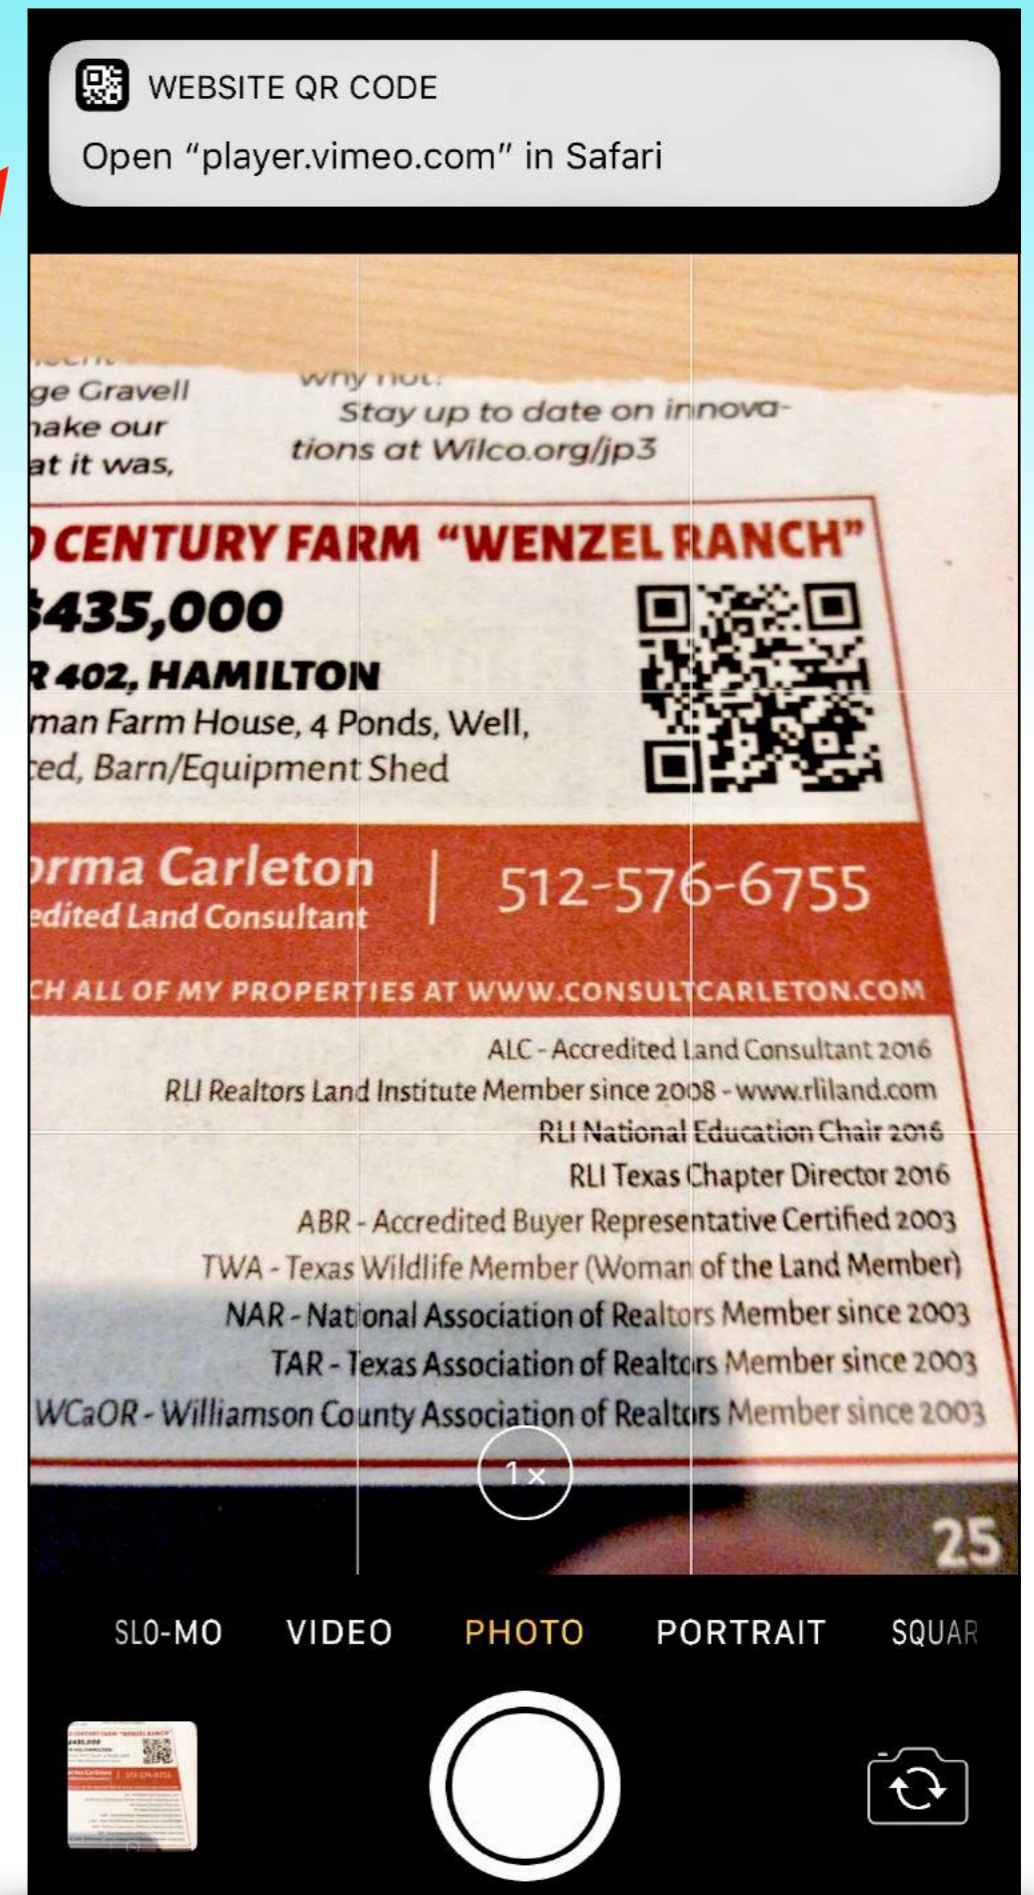 WEBSITE QR CODE
Open “player.vimeo.com” in Safari
ge Gravell
at it was,
why not?
Stay up to date on innova-
tions at Wilco.org/jp3
CENTURY FARM “WENZEL RANCH”
$435,000
R 402, HAMILTON
man Farm House, 4 Ponds, Well,
ced, Barn/Equipment Shed
orma Carleton
edited Land Consultant
512-576-6755
CH ALL OF MY PROPERTIES AT WWW.CONSULTCARLETON.COM
ALC - Accredited Land Consultant 2016
RLI Realtors Land Institute Member since 2008 - www.rliland.com
RLI National Education Chair 2016
RLI Texas Chapter Director 2016
ABR - Accredited Buyer Representative Certified 2003
TWA - Texas Wildlife Member (Woman of the Land Member)
NAR - National Association of Realtors Member since 2003
TAR - Texas Association of Realtors Member since 2003
WCaOR - Williamson County Association of Realtors Member since 2003
1×
25
SLO-MO VIDEO PHOTO PORTRAIT SQUAR